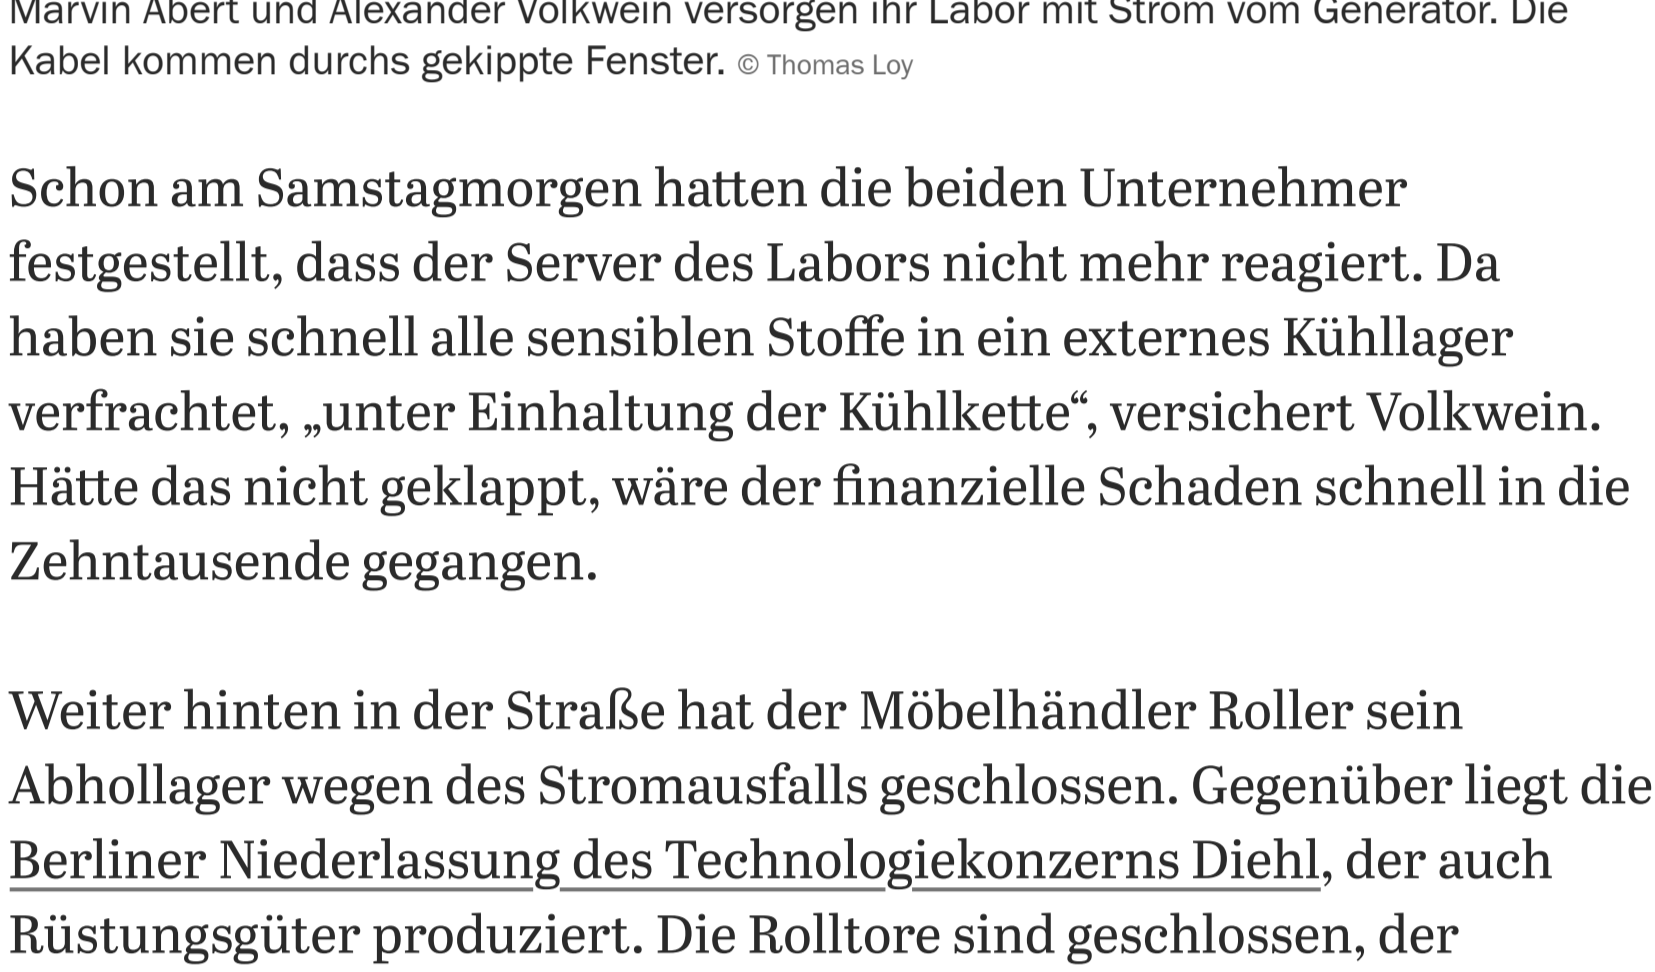 Marvin Abert und Alexander Volkwein versorgen ihr Labor mit Strom vom Generator. Die
Kabel kommen durchs gekippte Fenster. © Thomas Loy
Schon am Samstagmorgen hatten die beiden Unternehmer
festgestellt, dass der Server des Labors nicht mehr reagiert. Da
haben sie schnell alle sensiblen Stoffe in ein externes Kühllager
verfrachtet, „unter Einhaltung der Kühlkette“, versichert Volkwein.
Hätte das nicht geklappt, wäre der finanzielle Schaden schnell in die
Zehntausende gegangen.
Weiter hinten in der Straße hat der Möbelhändler Roller sein
Abhollager wegen des Stromausfalls geschlossen. Gegenüber liegt die
Berliner Niederlassung des Technologiekonzerns Diehl, der auch
Rüstungsgüter produziert. Die Rolltore sind geschlossen, der